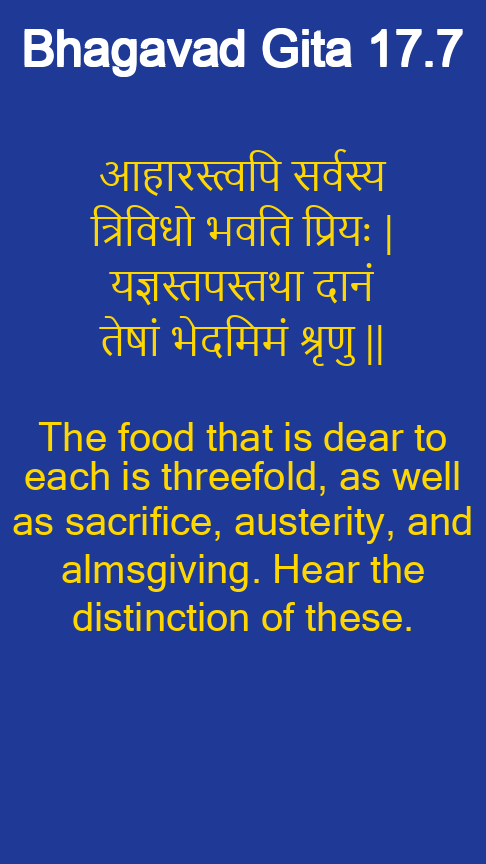 Bhagavad Gita 17.7
आहारस्त्वपि सर्वस्य
त्रिविधो भवति प्रियः |
यज्ञस्तपस्तथा दानं
तेषां भेदमिमं श्रृणु ||
The food that is dear to
each is threefold, as well
as sacrifice, austerity, and
almsgiving. Hear the
distinction of these.